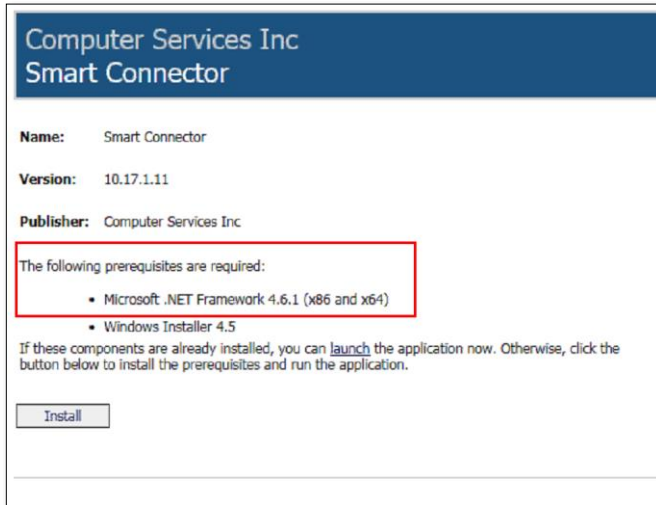 Computer Services Inc
Smart Connector
Name: Smart Connector
Version: 10.17.1.11
Publisher: Computer Services Inc
The following prerequisites are required:
• Microsoft .NET Framework 4.6.1 (x86 and x64)
• Windows Installer 4.5
If these components are already installed, you can launch the application now. Otherwise, click the
button below to install the prerequisites and run the application.
Install